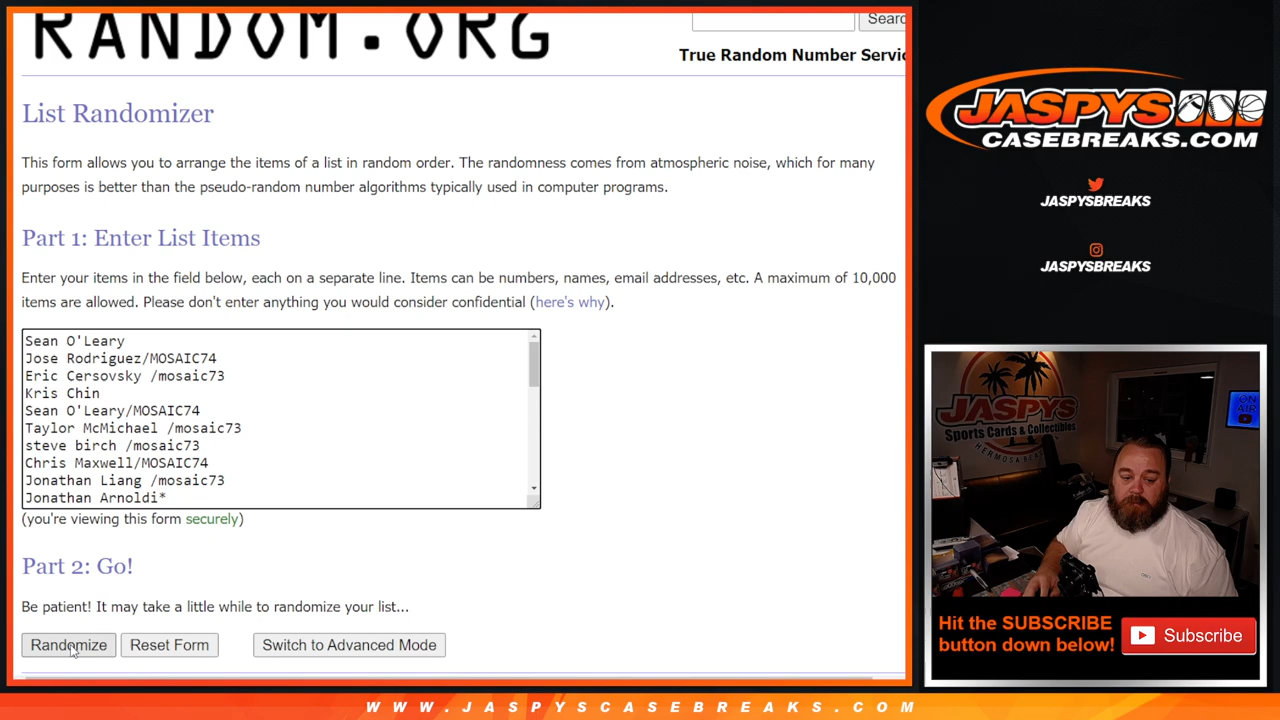 RANDOM.ORG
Searc
True Random Number Servic
List Randomizer
This form allows you to arrange the items of a list in random order. The randomness comes from atmospheric noise, which for many
purposes is better than the pseudo-random number algorithms typically used in computer programs.
Part 1: Enter List Items
Enter your items in the field below, each on a separate line. Items can be numbers, names, email addresses, etc. A maximum of 10,000
items are allowed. Please don't enter anything you would consider confidential (here's why).
Sean O'Leary
Jose Rodriguez/MOSAIC74
Eric Cersovsky /mosaic73
Kris Chin
Sean O'Leary/MOSAIC74
Taylor McMichael /mosaic73
steve birch /mosaic73
Chris Maxwell/MOSAIC74
Jonathan Liang /mosaic73
Jonathan Arnoldi*
(you're viewing this form securely)
Part 2: Go!
Be patient! It may take a little while to randomize your list...
Randomize
Reset Form
Switch to Advanced Mode
JASPYS
CASEBREAKS.COM
JASPYSBREAKS
JASPYSBREAKS
JASPYS
Sports Cards & Collectibles
HERMOSA BEACH
ON
AIR
Hit the SUBSCRIBE
button down below!
Subscribe
WWW.JASPYSCASEBREAKS.COM